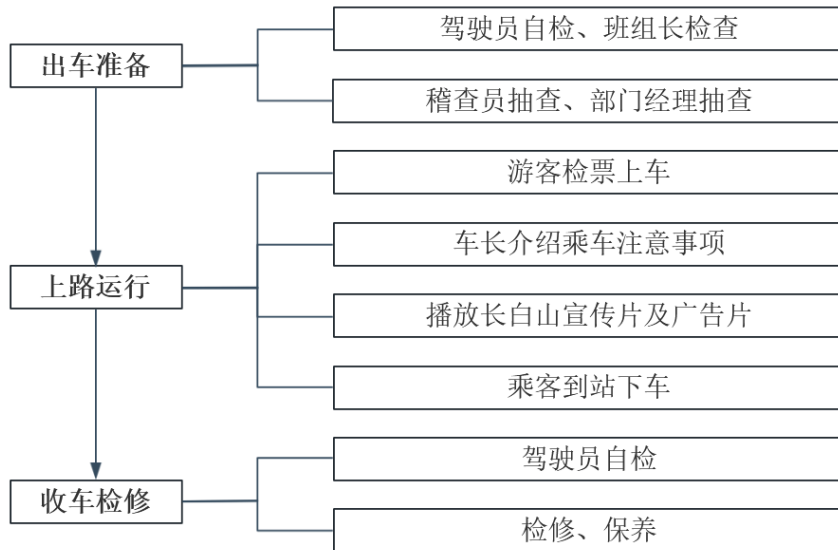 出车准备
驾驶员自检、班组长检查
稽查员抽查、部门经理抽查
上路运行
游客检票上车
车长介绍乘车注意事项
播放长白山宣传片及广告片
乘客到站下车
收车检修
驾驶员自检
检修、保养